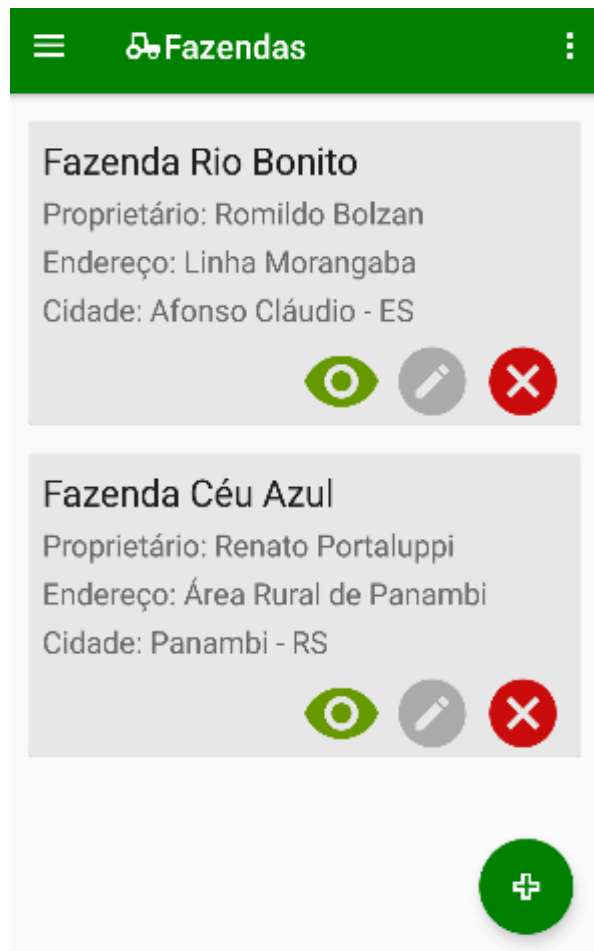 Fazendas
Fazenda Rio Bonito
Proprietário: Romildo Bolzan
Endereço: Linha Morangaba
Cidade: Afonso Cláudio - ES
Fazenda Céu Azul
Proprietário: Renato Portaluppi
Endereço: Área Rural de Panambi
Cidade: Panambi - RS